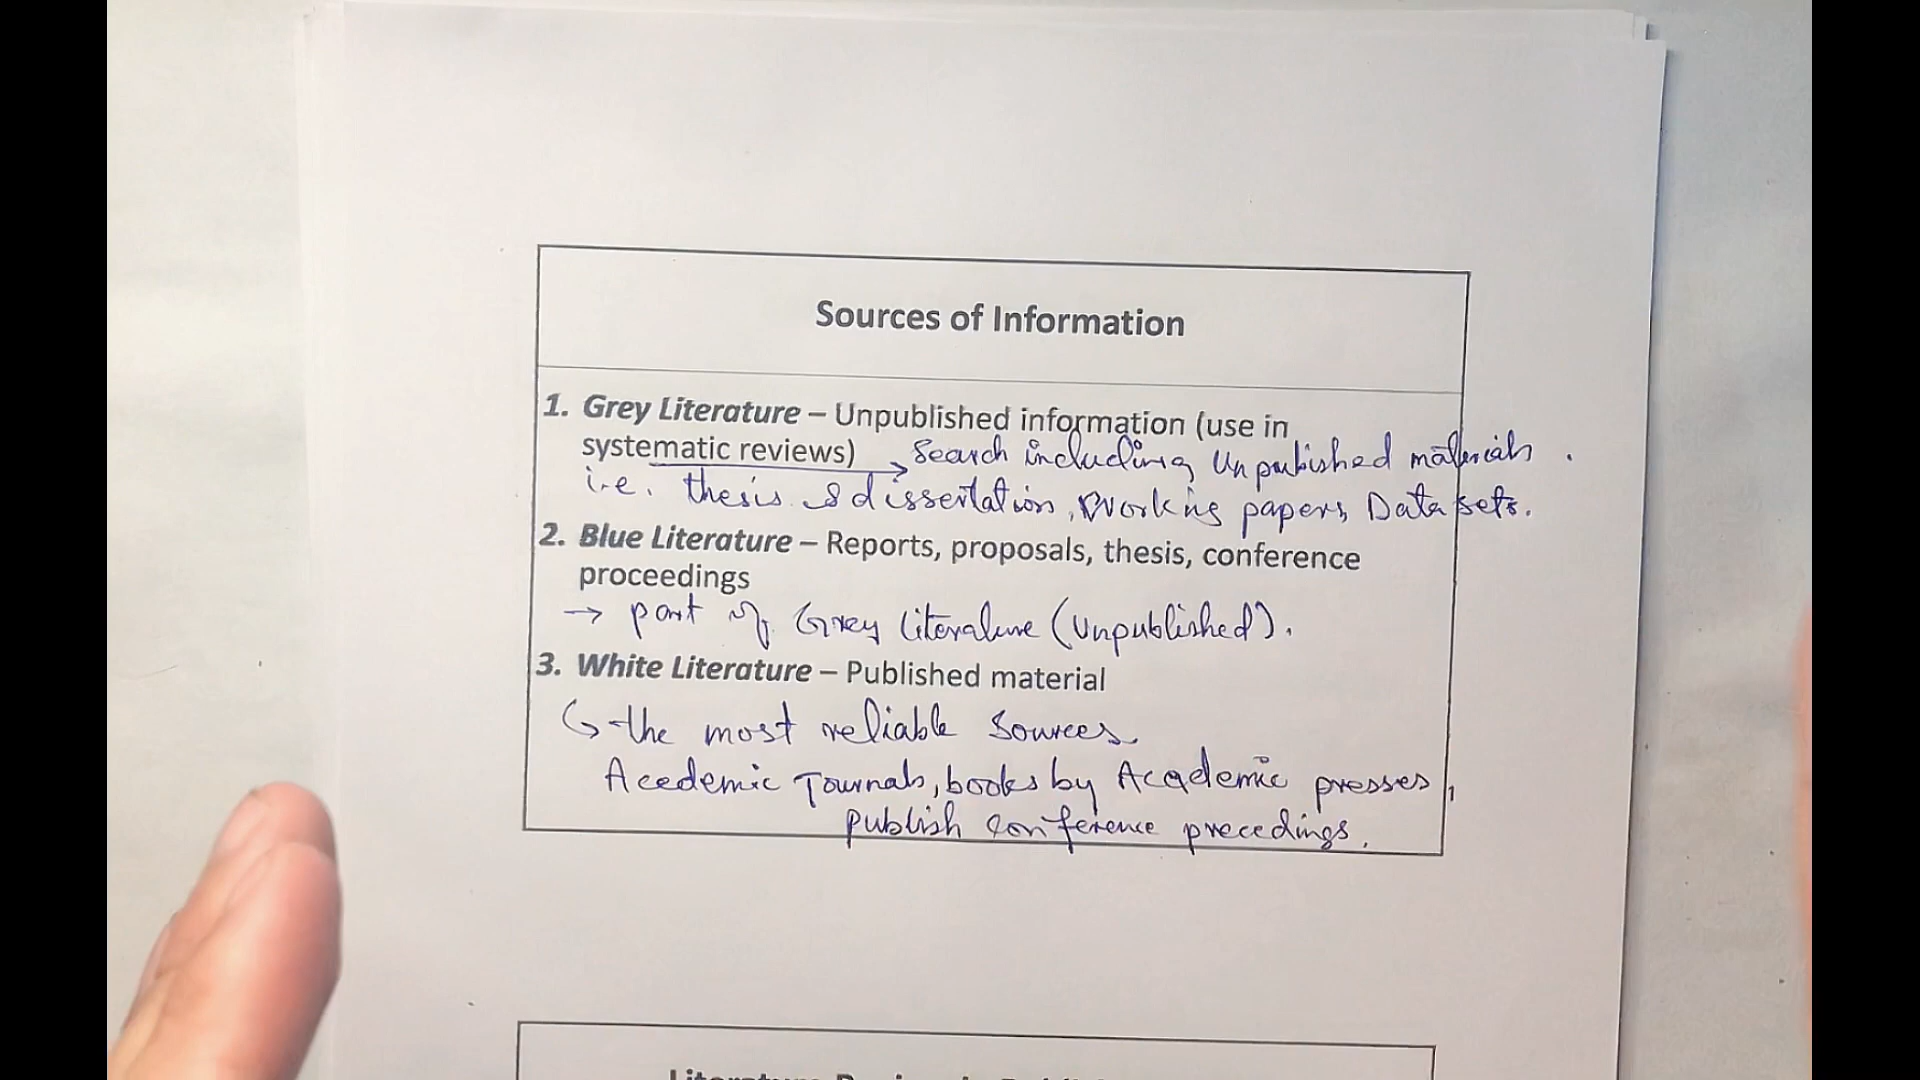 Sources of Information
1. Grey Literature – Unpublished information (use in
systematic reviews) → Search including Unpublished materials.
i.e. thesis & dissertation, Working papers, Data sets.
2. Blue Literature – Reports, proposals, thesis, conference
proceedings
→ part of Grey literature (Unpublished).
3. White Literature – Published material
↳ the most reliable sources.
Acedemic Journals, books by Academic presses,
publish conference precedings.